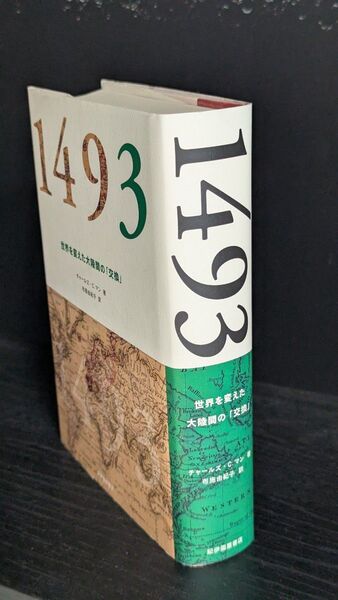 1493
世界を変えた大陸間の「交換」
チャールズ・C・マン 著
布施由紀子 訳
1493
世界を変えた
大陸間の「交換」
チャールズ・C・マン 著
布施由紀子 訳
WESTERN
紀伊國屋書店